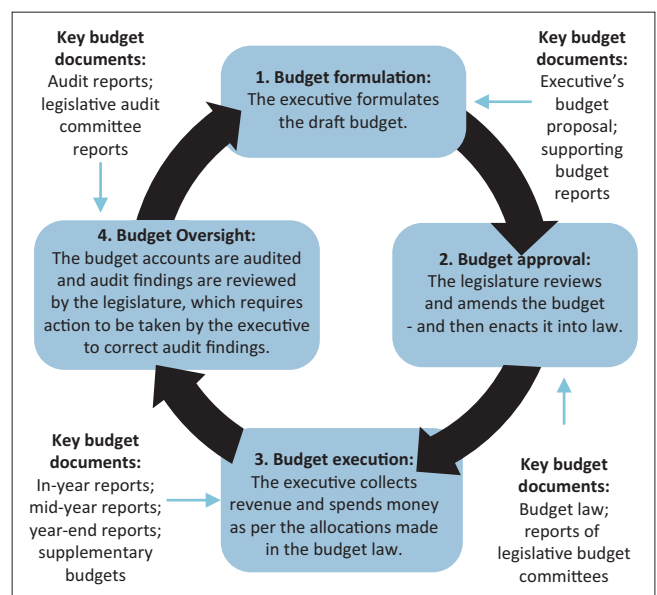 Key budget
documents:
Audit reports;
legislative audit
committee
reports
1. Budget formulation:
The executive formulates
the draft budget.
Key budget
documents:
Executive’s
budget
proposal;
supporting
budget
reports
4. Budget Oversight:
The budget accounts are audited
and audit findings are reviewed
by the legislature, which requires
action to be taken by the executive
to correct audit findings.
2. Budget approval:
The legislature reviews
and amends the budget
- and then enacts it into law.
Key budget
documents:
In-year reports;
mid-year reports;
year-end reports;
supplementary
budgets
3. Budget execution:
The executive collects
revenue and spends money
as per the allocations made
in the budget law.
Key budget
documents:
Budget law;
reports of
legislative budget
committees